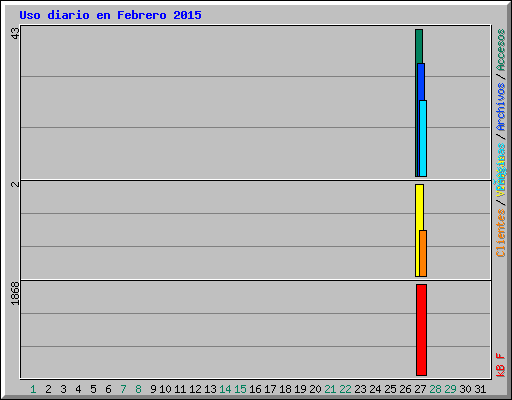 Uso diario en Febrero 2015
43
2
1868
1 2 3 4 5 6 7 8 9 10 11 12 13 14 15 16 17 18 19 20 21 22 23 24 25 26 27 28 29 30 31
Archivos / Accesos
Clientes /
kB F